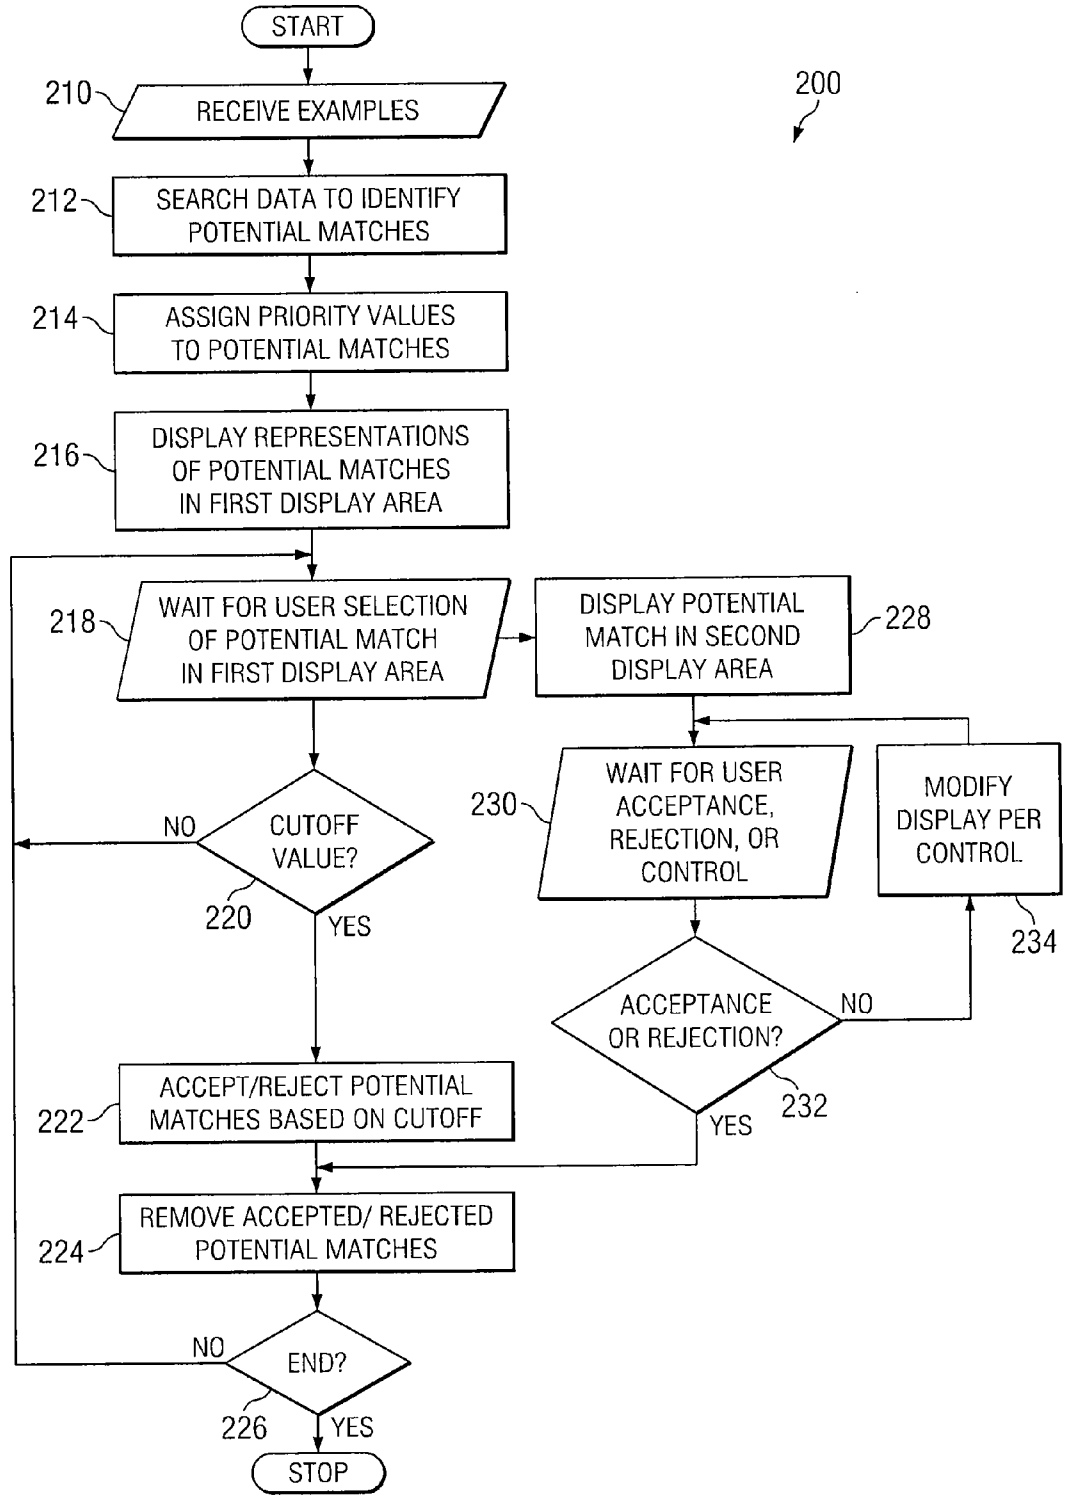 START
210
RECEIVE EXAMPLES
200
212
SEARCH DATA TO IDENTIFY
POTENTIAL MATCHES
214
ASSIGN PRIORITY VALUES
TO POTENTIAL MATCHES
216
DISPLAY REPRESENTATIONS
OF POTENTIAL MATCHES
IN FIRST DISPLAY AREA
218
WAIT FOR USER SELECTION
OF POTENTIAL MATCH
IN FIRST DISPLAY AREA
DISPLAY POTENTIAL
MATCH IN SECOND
DISPLAY AREA
228
230
WAIT FOR USER
ACCEPTANCE,
REJECTION, OR
CONTROL
MODIFY
DISPLAY PER
CONTROL
234
NO
CUTOFF
VALUE?
220
YES
ACCEPTANCE
OR REJECTION?
NO
232
YES
222
ACCEPT/REJECT POTENTIAL
MATCHES BASED ON CUTOFF
224
REMOVE ACCEPTED/ REJECTED
POTENTIAL MATCHES
NO
END?
226
YES
STOP